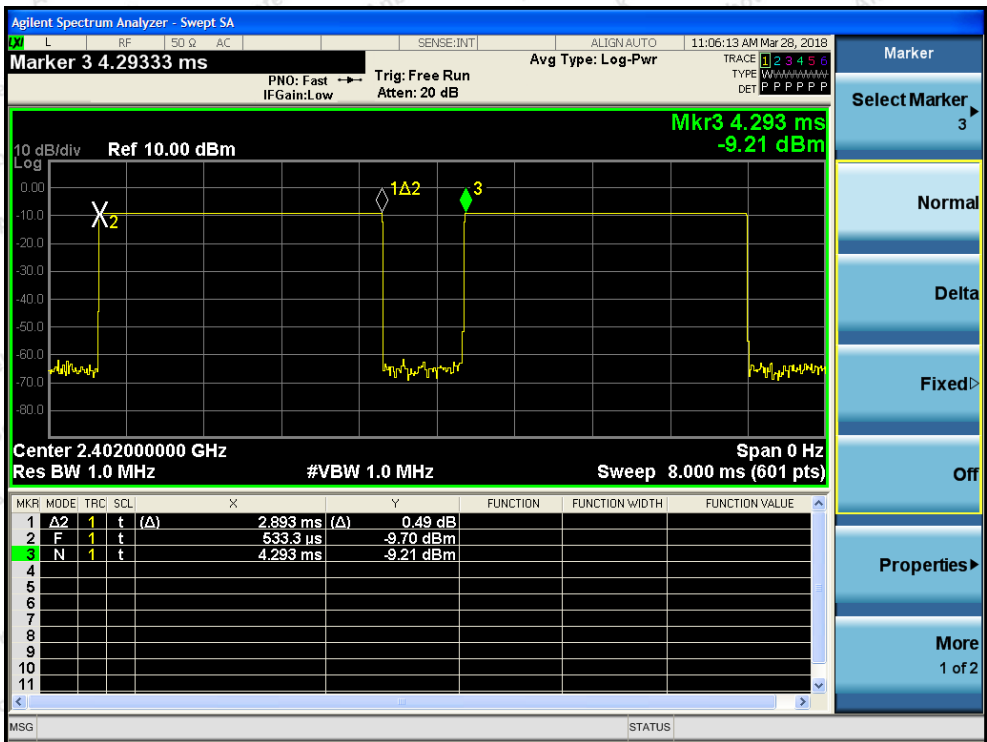 Agilent Spectrum Analyzer - Swept SA
LXI L RF 50 Ω AC SENSE:INT ALIGN AUTO 11:06:13 AM Mar 28, 2018
Marker 3 4.29333 ms
PNO: Fast
IFGain:Low
Trig: Free Run
Atten: 20 dB
Avg Type: Log-Pwr
TRACE 1 2 3 4 5 6
TYPE WWWWWW
DET P P P P P P
Mkr3 4.293 ms
-9.21 dBm
10 dB/div Ref 10.00 dBm
Log
0.00
-10.0
-20.0
-30.0
-40.0
-50.0
-60.0
-70.0
-80.0
2
1Δ2
3
Center 2.402000000 GHz Span 0 Hz
Res BW 1.0 MHz #VBW 1.0 MHz Sweep 8.000 ms (601 pts)
MKR MODE TRC SCL X Y FUNCTION FUNCTION WIDTH FUNCTION VALUE
1 Δ2 1 t (Δ) 2.893 ms (Δ) 0.49 dB
2 F 1 t 533.3 µs -9.70 dBm
3 N 1 t 4.293 ms -9.21 dBm
4
5
6
7
8
9
10
11
MSG STATUS
Marker
Select Marker
3
Normal
Delta
Fixed
Off
Properties
More
1 of 2